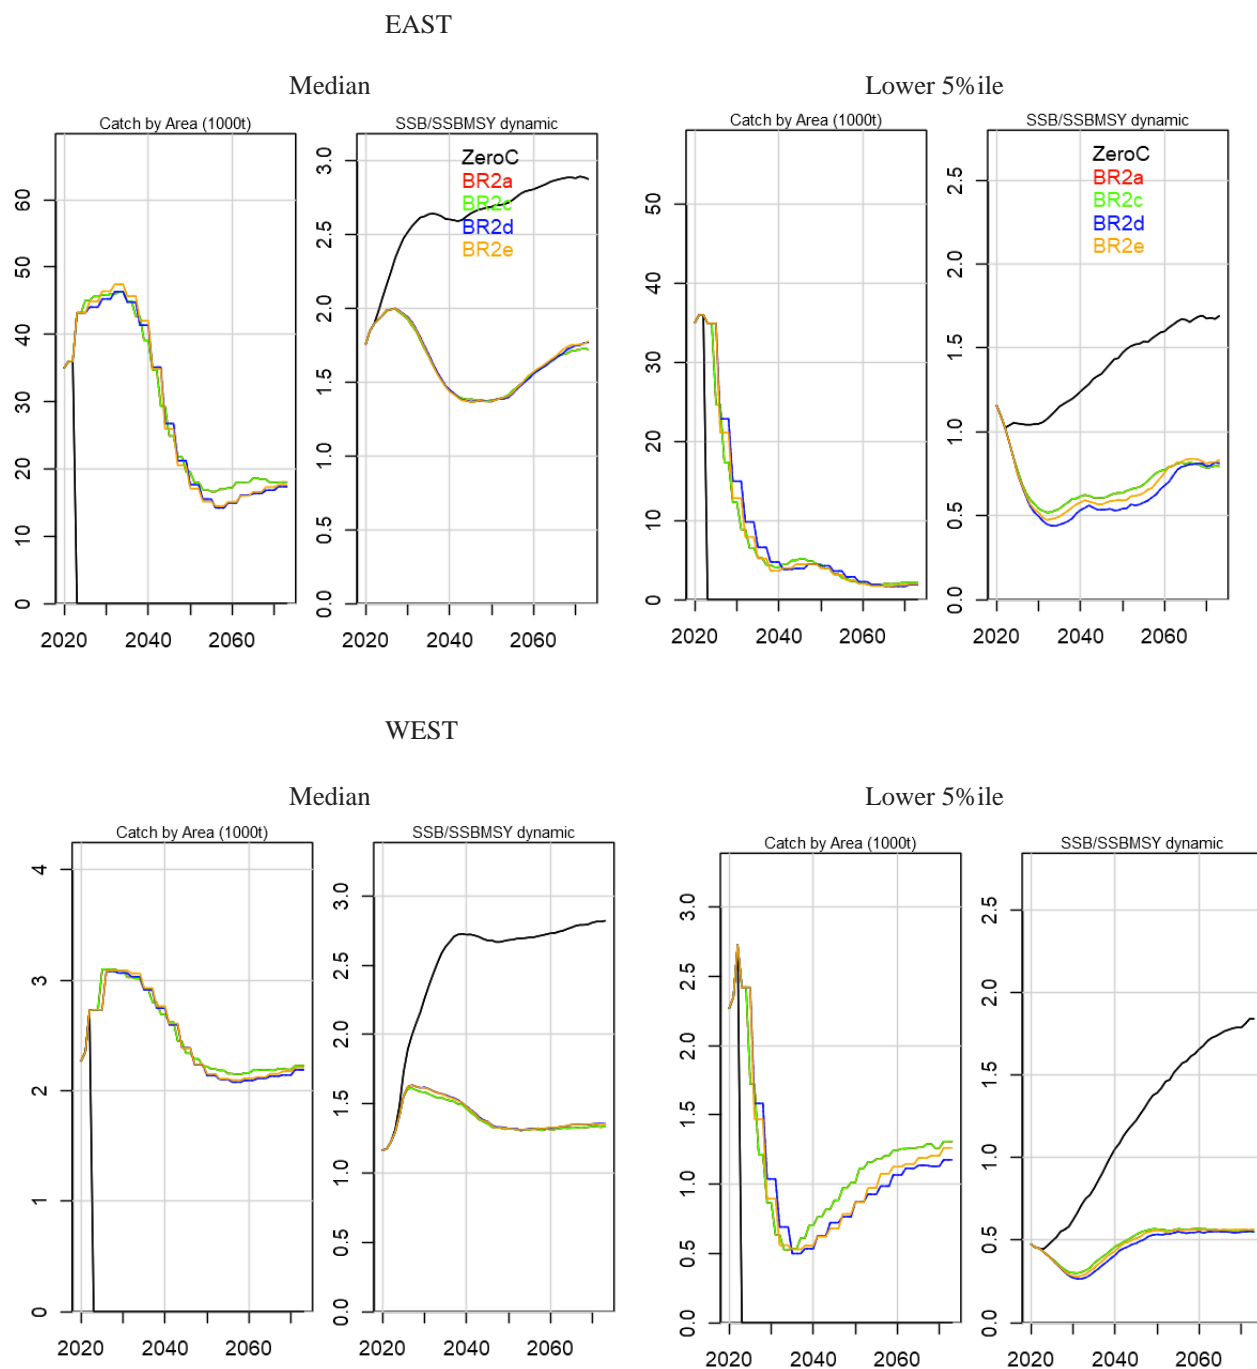 EAST
Median
Lower 5%ile
Catch by Area (1000t)
SSB/SSBMSY dynamic
Catch by Area (1000t)
SSB/SSBMSY dynamic
0 10 20 30 40 50 60
2020 2040 2060
0.0 0.5 1.0 1.5 2.0 2.5 3.0
ZeroC
BR2a
BR2c
BR2d
BR2e
2020 2040 2060
0 10 20 30 40 50
2020 2040 2060
0.0 0.5 1.0 1.5 2.0 2.5
ZeroC
BR2a
BR2c
BR2d
BR2e
2020 2040 2060
WEST
Median
Lower 5%ile
Catch by Area (1000t)
SSB/SSBMSY dynamic
Catch by Area (1000t)
SSB/SSBMSY dynamic
0 1 2 3 4
2020 2040 2060
0.0 0.5 1.0 1.5 2.0 2.5 3.0
2020 2040 2060
0.0 0.5 1.0 1.5 2.0 2.5 3.0
2020 2040 2060
0.0 0.5 1.0 1.5 2.0 2.5
2020 2040 2060